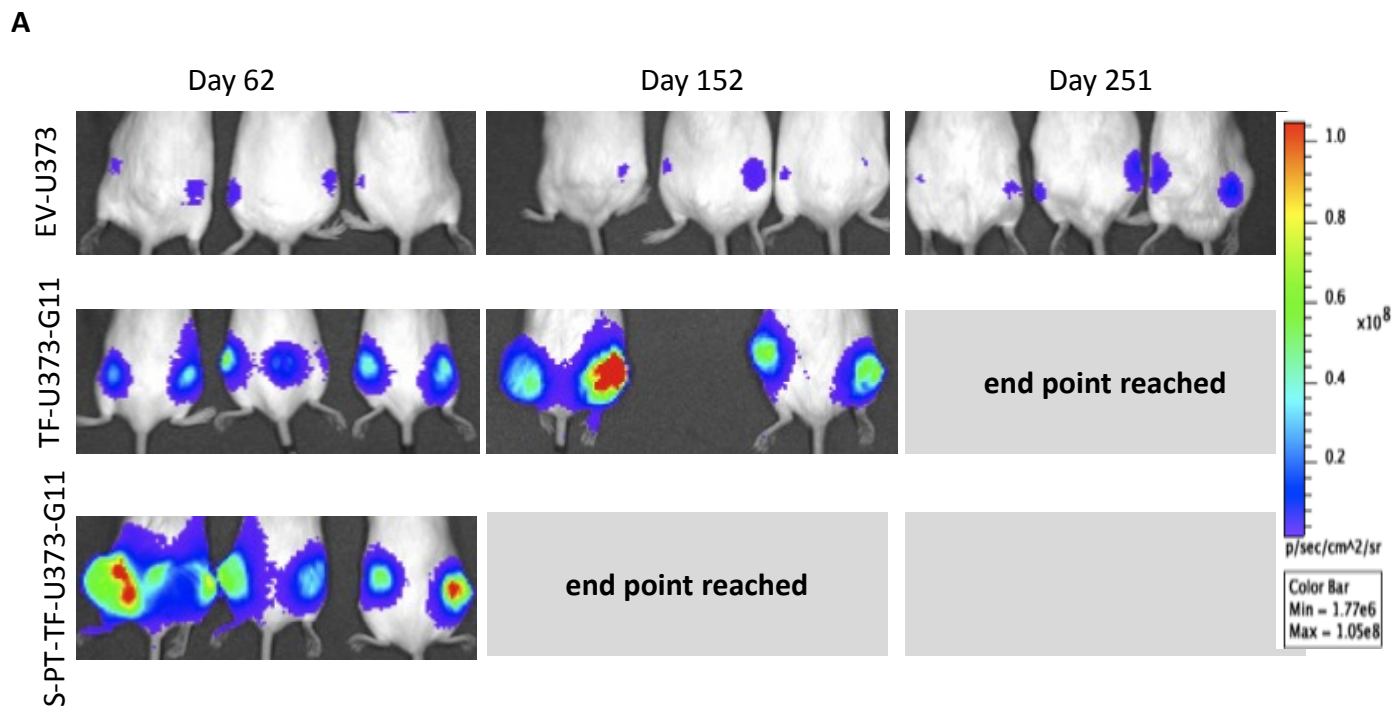 A
Day 62 Day 152 Day 251
EV-U373
TF-U373-G11
end point reached
S-PT-TF-U373-G11
end point reached
1.0
0.8
0.6
x10^8
0.4
0.2
p/sec/cm^2/sr
Color Bar
Min = 1.77e6
Max = 1.05e8